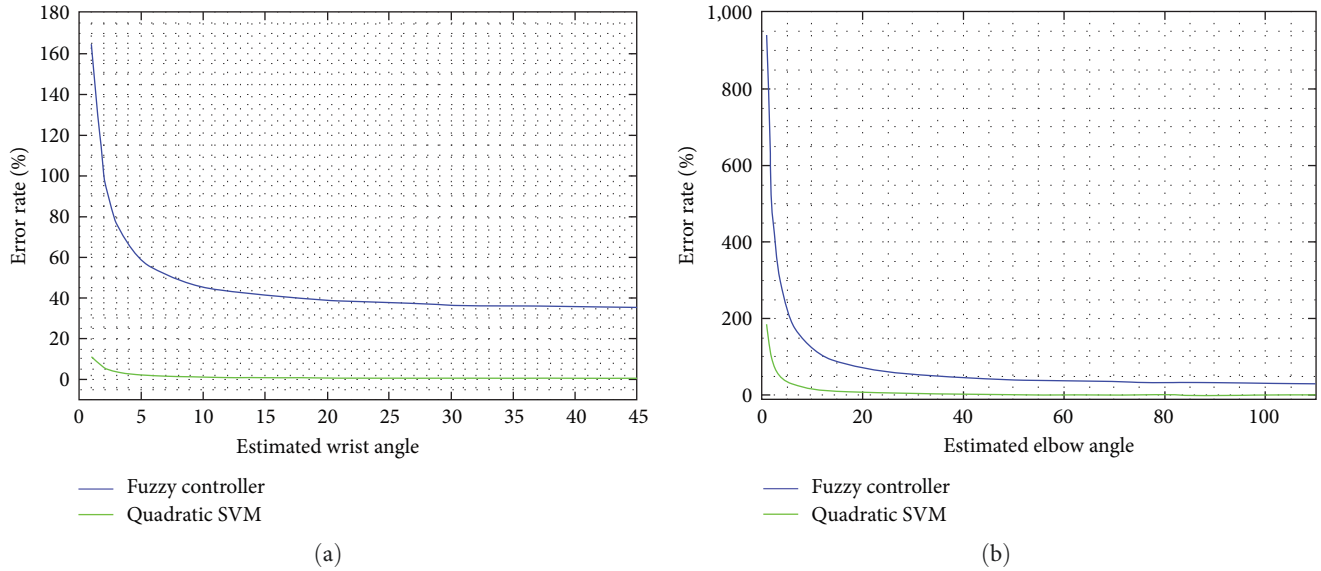 180
160
140
120
100
80
60
40
20
0
Error rate (%)
0 5 10 15 20 25 30 35 40 45
Estimated wrist angle
Fuzzy controller
Quadratic SVM
(a)
1,000
800
600
400
200
0
Error rate (%)
0 20 40 60 80 100
Estimated elbow angle
Fuzzy controller
Quadratic SVM
(b)